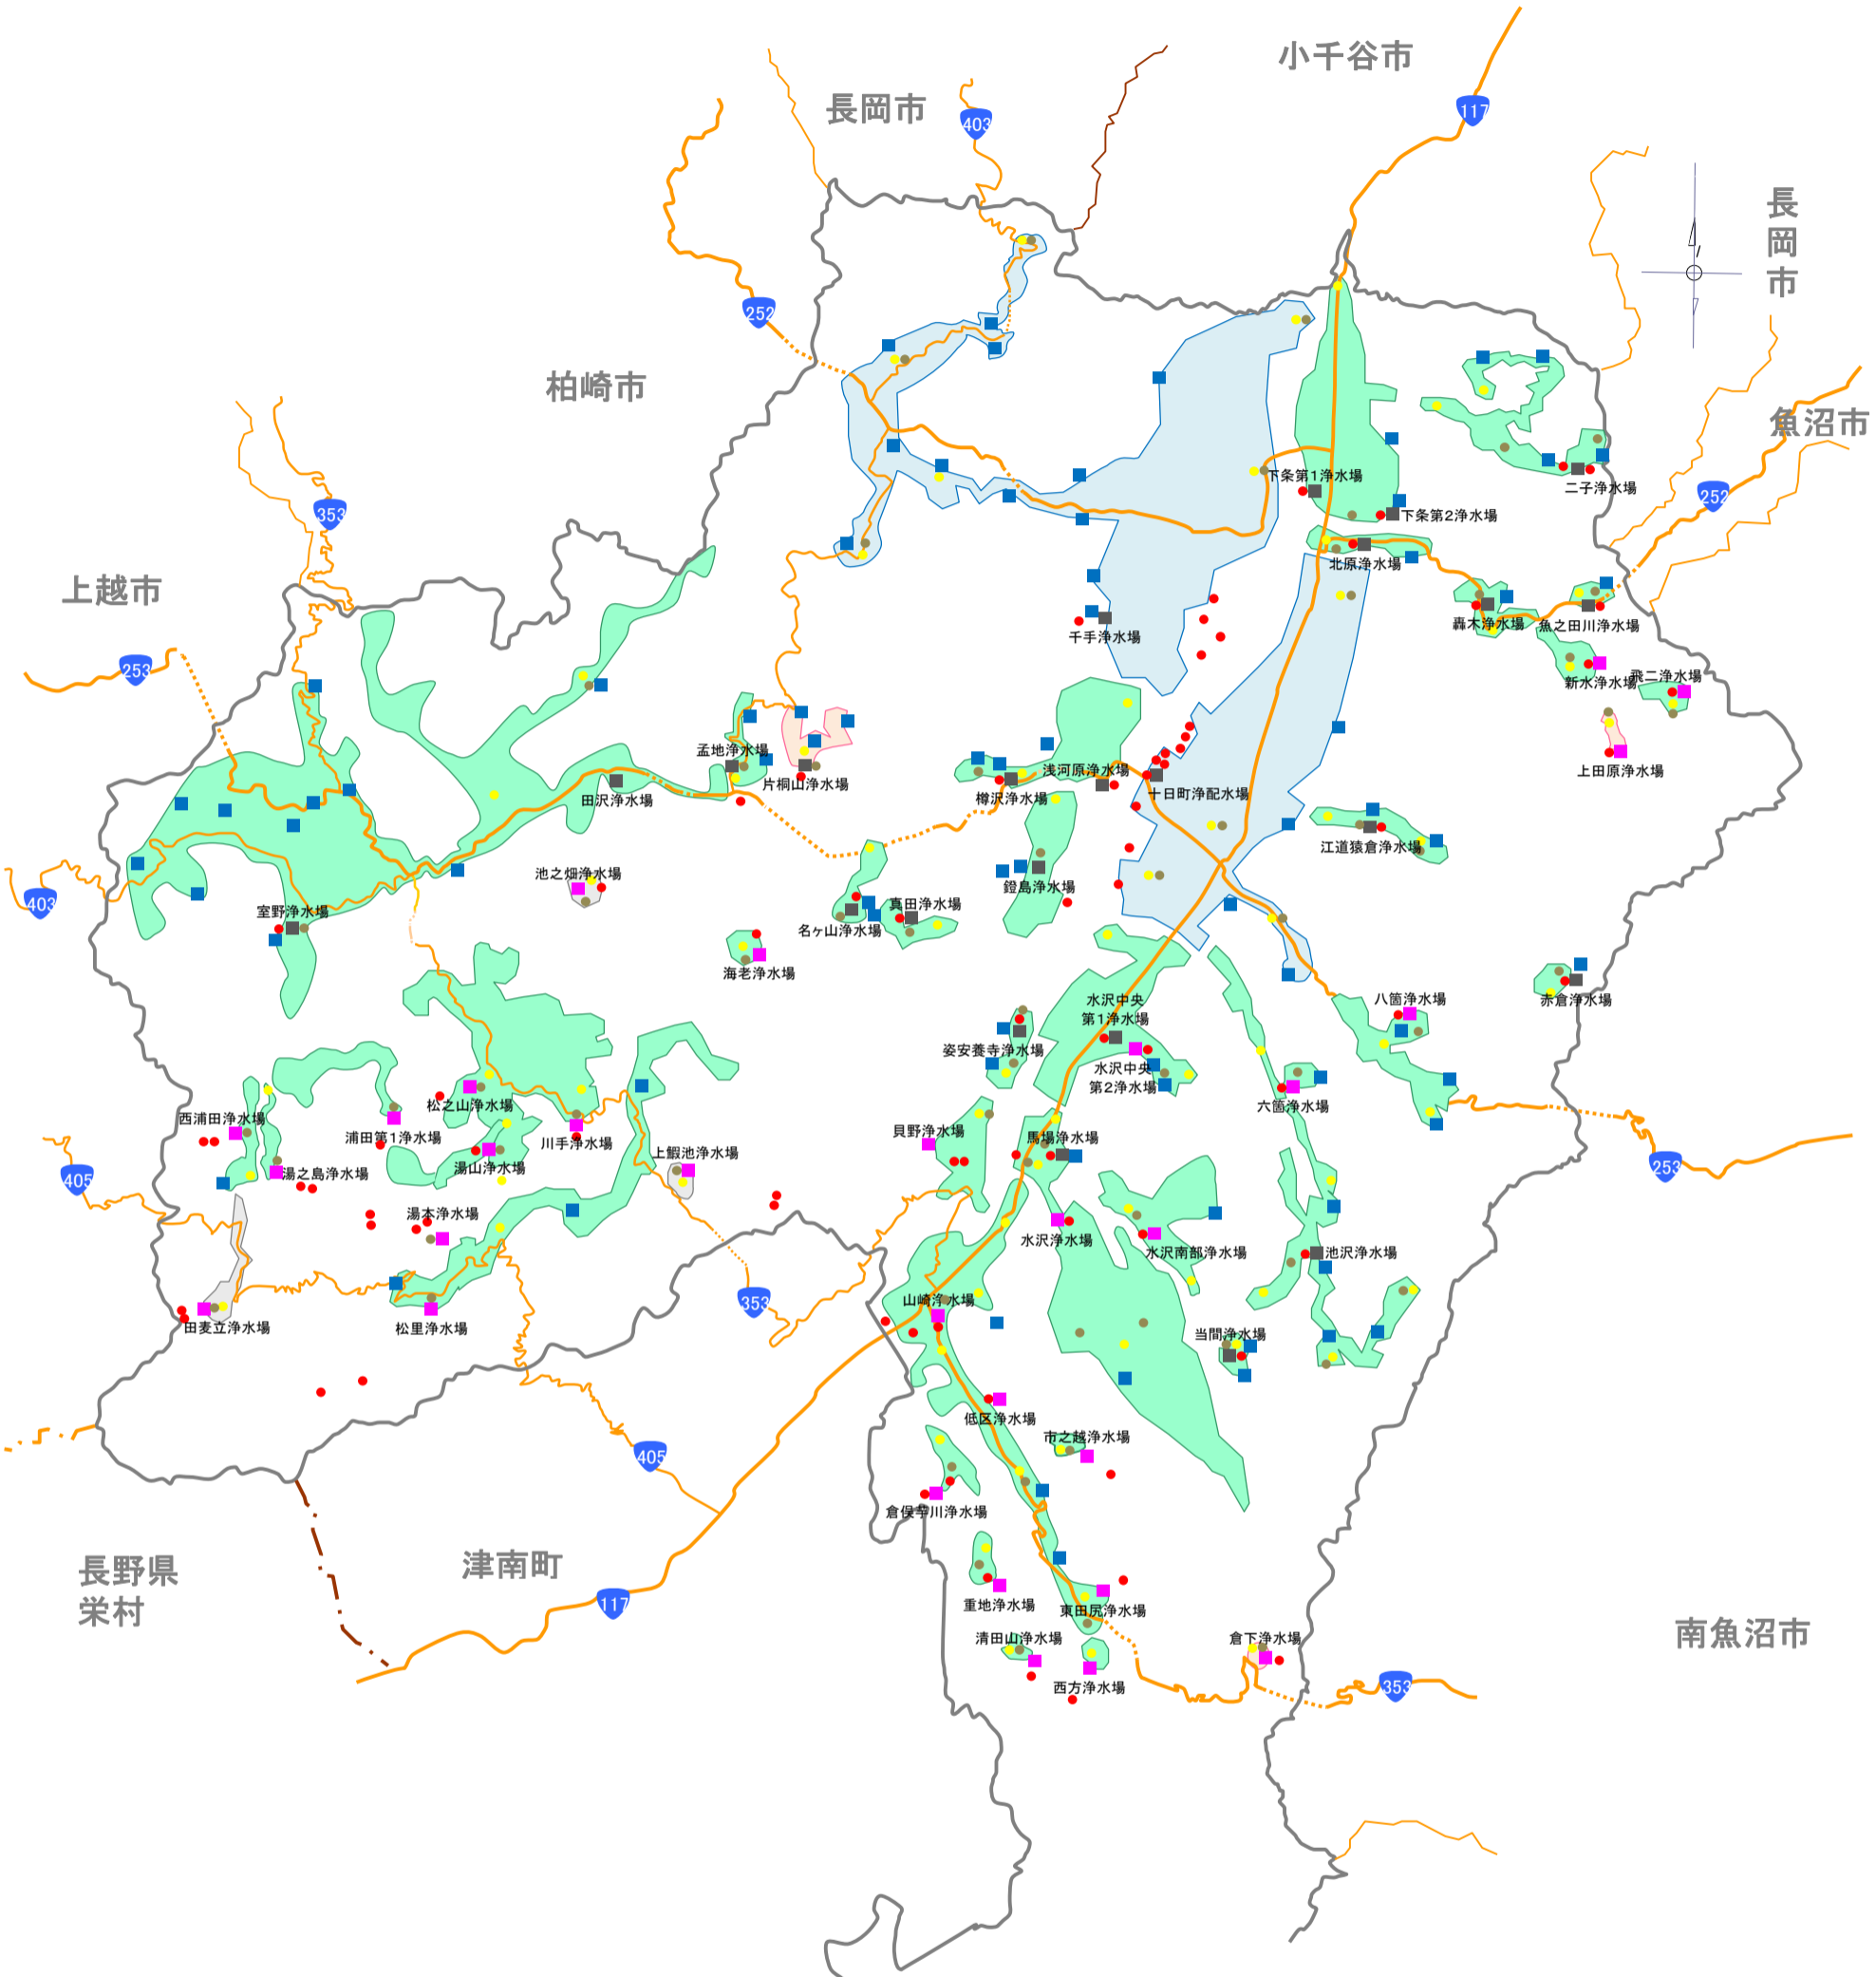 小千谷市
長岡市
403
117
長
岡
市
252
柏崎市
魚沼市
下条第1浄水場
二子浄水場
252
353
下条第2浄水場
上越市
北原浄水場
253
千手浄水場
轟木浄水場
魚之田川浄水場
新水浄水場
飛二浄水場
孟地浄水場
片桐山浄水場
浅河原浄水場
上田原浄水場
田沢浄水場
樽沢浄水場
十日町浄配水場
江道猿倉浄水場
池之畑浄水場
鐙島浄水場
403
室野浄水場
真田浄水場
名ヶ山浄水場
海老浄水場
赤倉浄水場
水沢中央
第1浄水場
八箇浄水場
姿安養寺浄水場
水沢中央
第2浄水場
松之山浄水場
六箇浄水場
西浦田浄水場
浦田第1浄水場
川手浄水場
貝野浄水場
馬場浄水場
湯山浄水場
上鰕池浄水場
253
湯之島浄水場
405
湯本浄水場
水沢浄水場
水沢南部浄水場
池沢浄水場
353
山崎浄水場
田麦立浄水場
松里浄水場
当間浄水場
低区浄水場
市之越浄水場
405
倉俣芋川浄水場
長野県
栄村
津南町
117
重地浄水場
東田尻浄水場
清田山浄水場
倉下浄水場
南魚沼市
西方浄水場
353